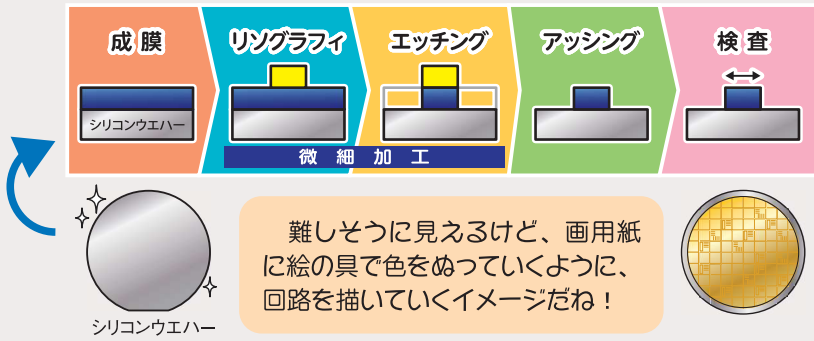 成膜
リソグラフィ
エッチング
アッシング
検査
シリコンウエハー
微細加工
難しそうに見えるけど、画用紙
に絵の具で色をぬっていくように、
回路を描いていくイメージだね！
シリコンウエハー